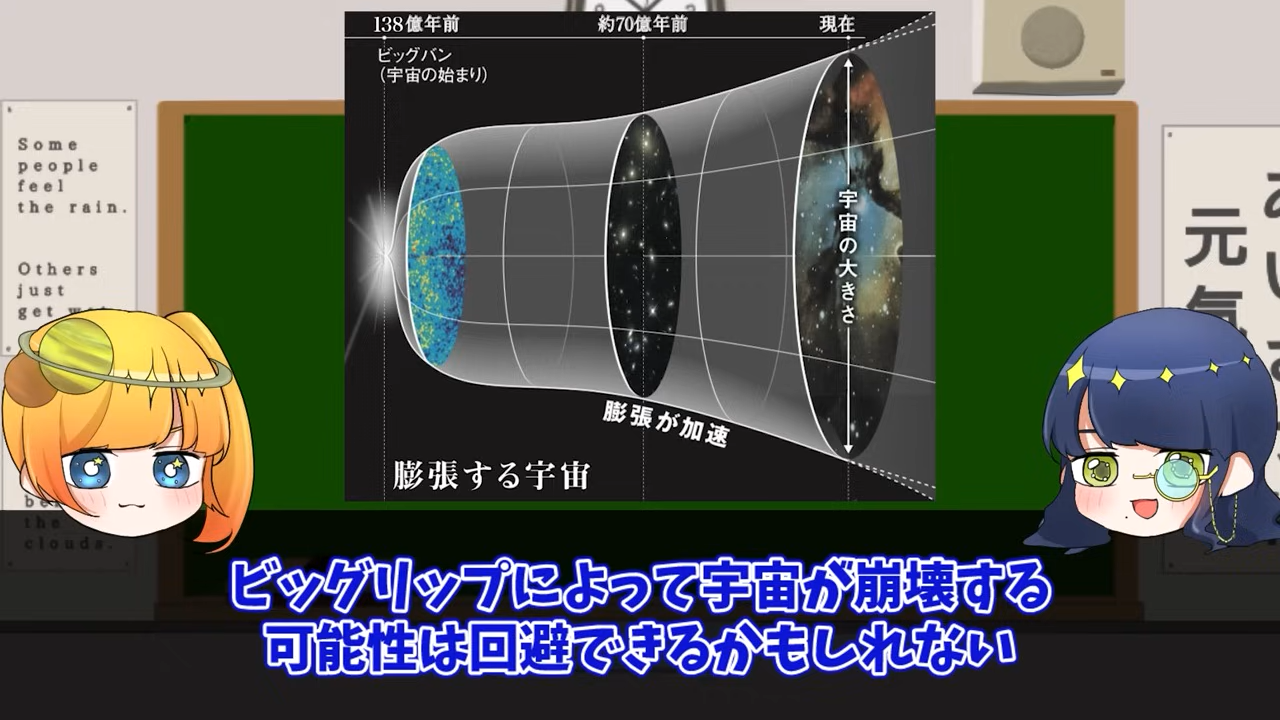 138億年前
約70億年前
現在
ビッグバン
(宇宙の始まり)
宇宙の大きさ
膨張が加速
膨張する宇宙
Some
people
feel
the rain.
Others
just
get
the
clouds.
元気
ビッグリップによって宇宙が崩壊する
可能性は回避できるかもしれない